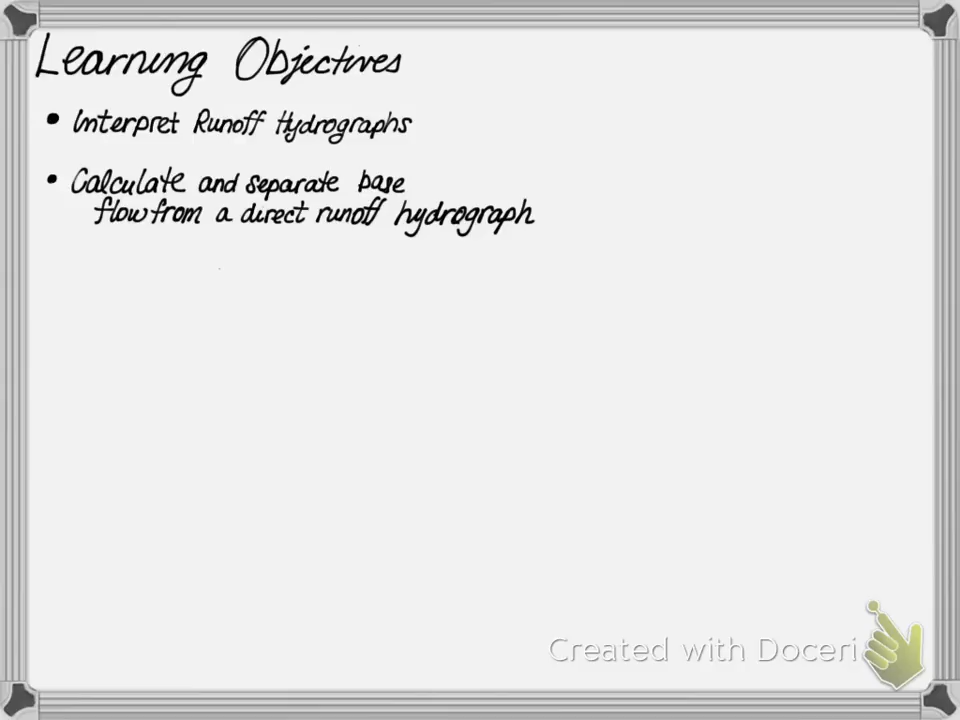 Learning Objectives
• Interpret Runoff Hydrographs
• Calculate and separate base
flow from a direct runoff hydrograph
Created with Doceri